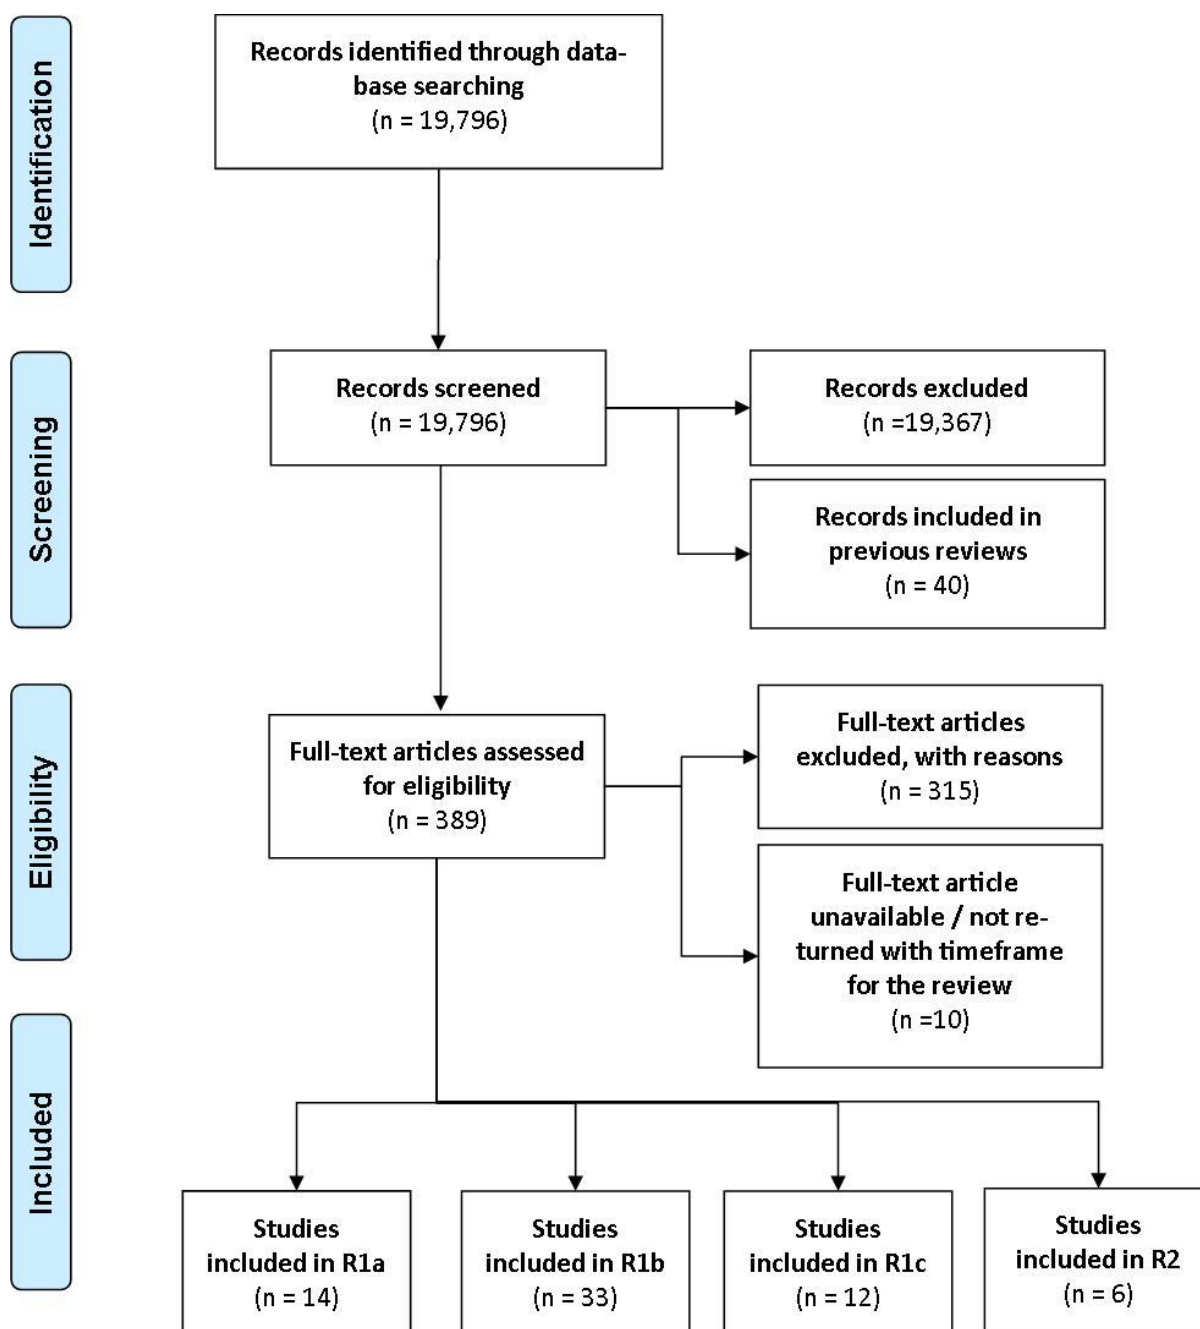 Identification
Records identified through data-
base searching
(n = 19,796)
Screening
Records screened
(n = 19,796)
Records excluded
(n =19,367)
Records included in
previous reviews
(n = 40)
Eligibility
Full-text articles assessed
for eligibility
(n = 389)
Full-text articles
excluded, with reasons
(n = 315)
Full-text article
unavailable / not re-
turned with timeframe
for the review
(n =10)
Included
Studies
included in R1a
(n = 14)
Studies
included in R1b
(n = 33)
Studies
included in R1c
(n = 12)
Studies
included in R2
(n = 6)